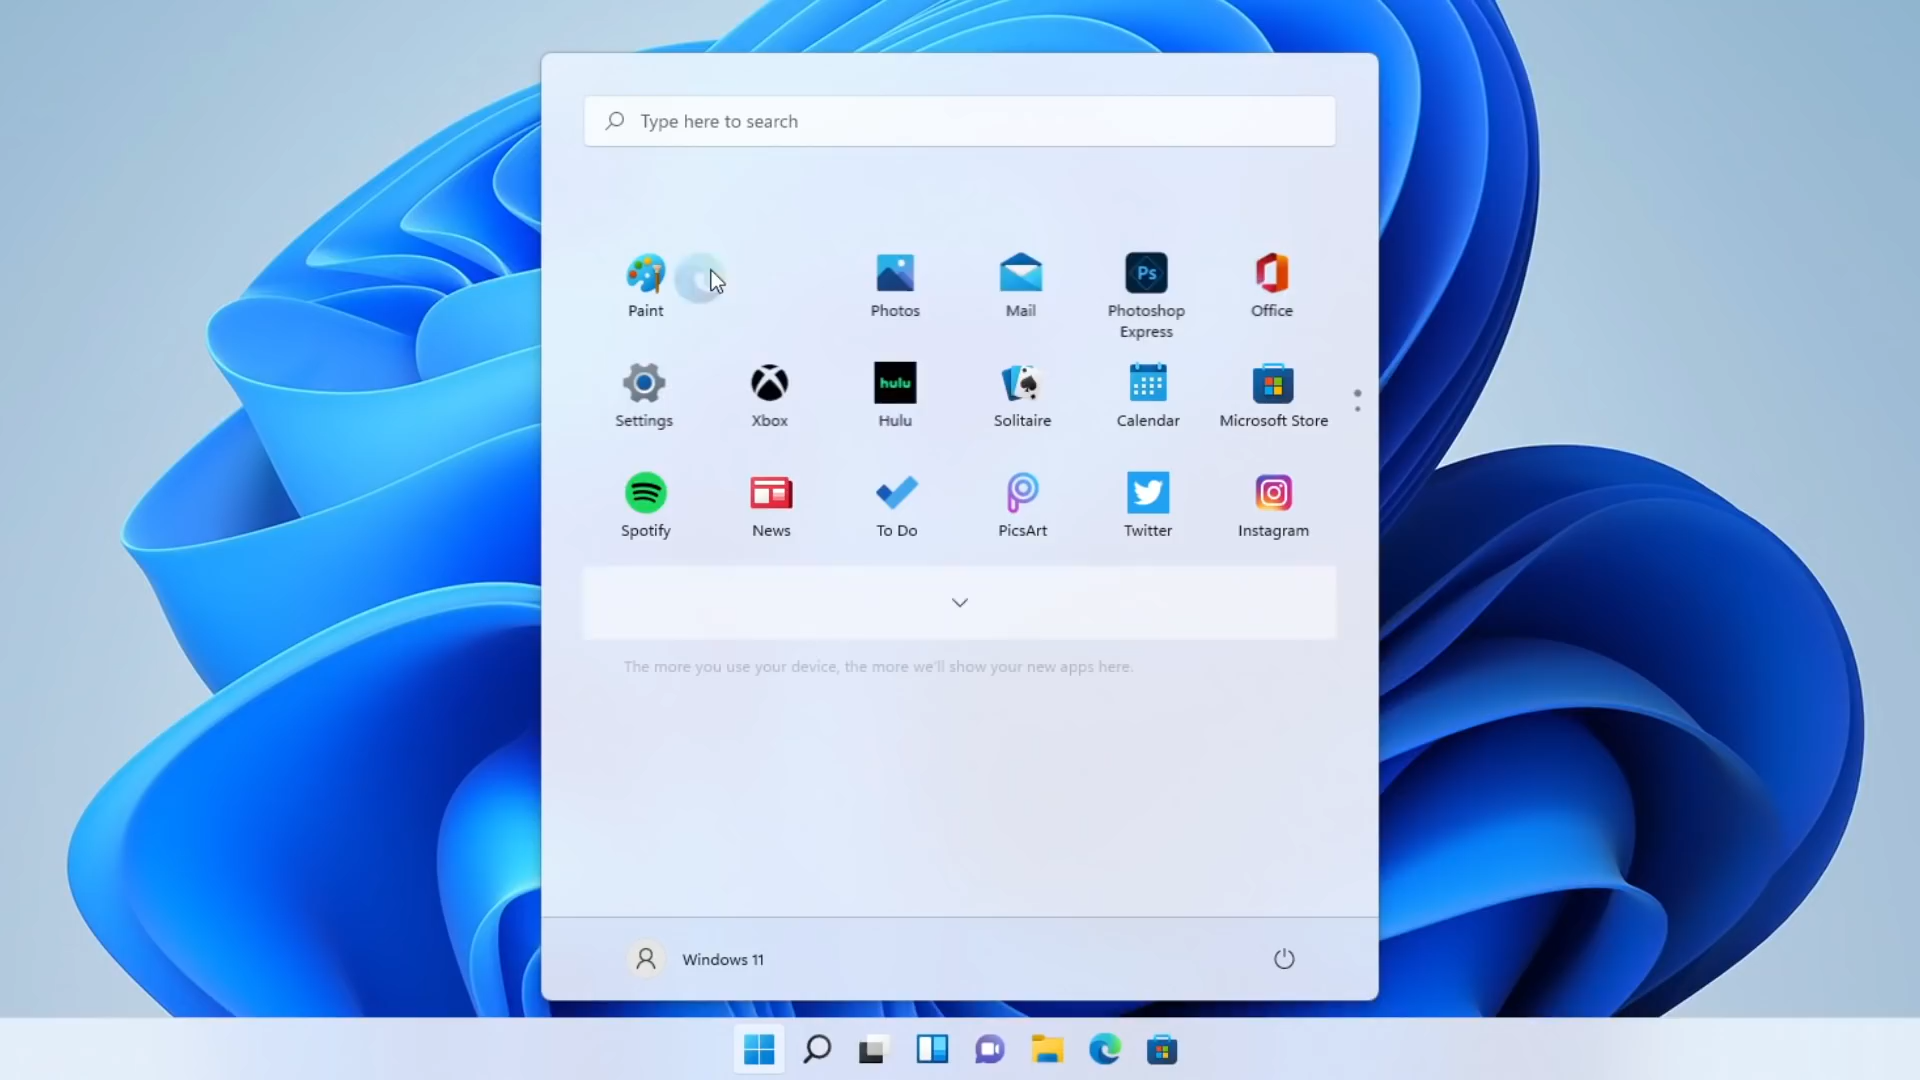 Type here to search
Paint
Photos
Mail
Ps
Photoshop
Express
Office
Settings
Xbox
hulu
Hulu
Solitaire
Calendar
Microsoft Store
Spotify
News
To Do
PicsArt
Twitter
Instagram
The more you use your device, the more we'll show your new apps here.
Windows 11